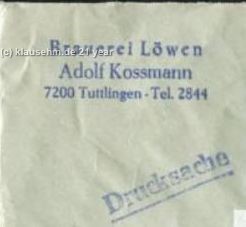 Brauerei Löwen
(c) klausehm.de 21 year
Adolf Kossmann
7200 Tuttlingen - Tel. 2844
Drucksache